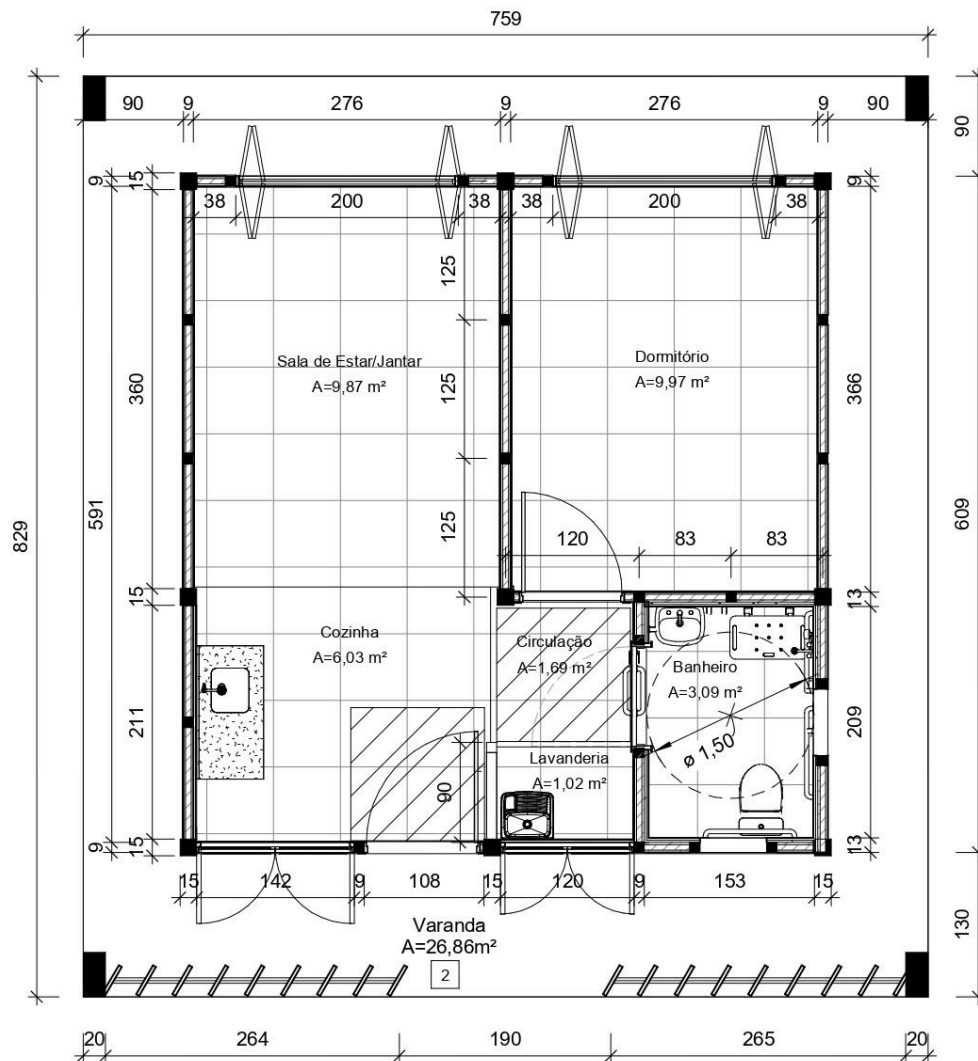 759
90 9 276 9 276 9 90
90
9 15 9
38 200 38 38 200 38
125
Sala de Estar/Jantar
A=9,87 m²
Dormitório
A=9,97 m²
360 125 366
829 591 609
125
120 83 83
15 13
Cozinha
A=6,03 m²
Circulação
A=1,69 m²
Banheiro
A=3,09 m²
211 209
ø 1,50
Lavanderia
A=1,02 m²
90
9 15 13
15 142 9 108 15 120 9 153 15
Varanda
A=26,86m²
130
2
20 264 190 265 20